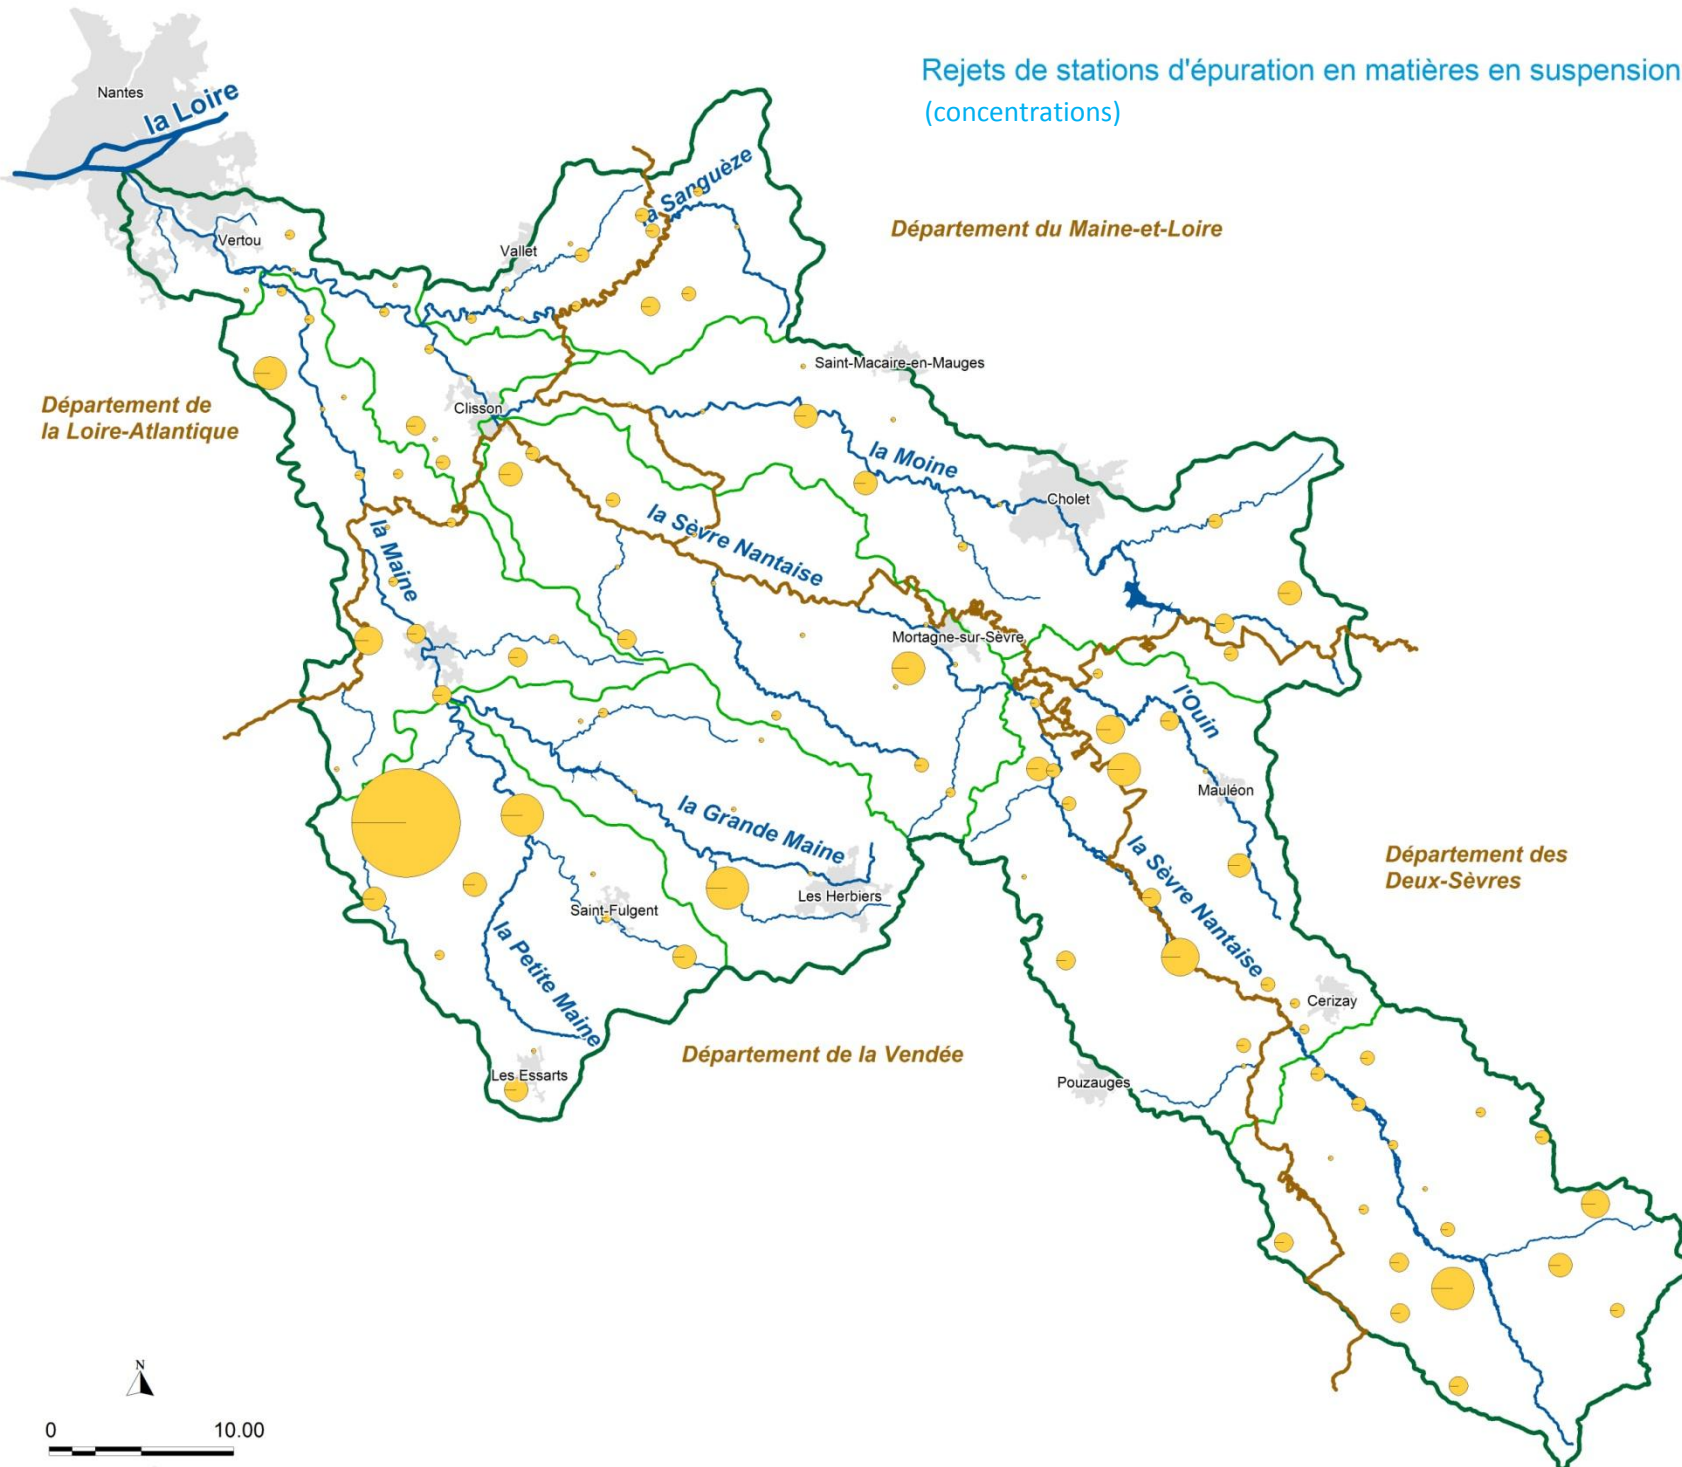 Rejets de stations d'épuration en matières en suspension
(concentrations)
Nantes
la Loire
la Sanguèze
Département du Maine-et-Loire
Vertou
Vallet
Saint-Macaire-en-Mauges
Département de
la Loire-Atlantique
Clisson
la Moine
Cholet
la Sèvre Nantaise
la Maine
Mortagne-sur-Sèvre
l'Ouin
Mauléon
la Grande Maine
la Sèvre Nantaise
Département des
Deux-Sèvres
Les Herbiers
Saint-Fulgent
la Petite Maine
Cerizay
Département de la Vendée
Les Essarts
Pouzauges
N
0 10.00